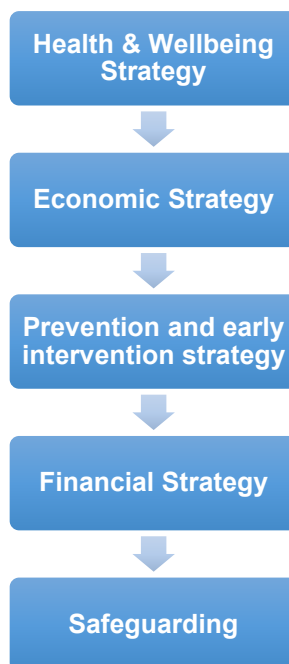 Health & Wellbeing
Strategy
Economic Strategy
Prevention and early
intervention strategy
Financial Strategy
Safeguarding